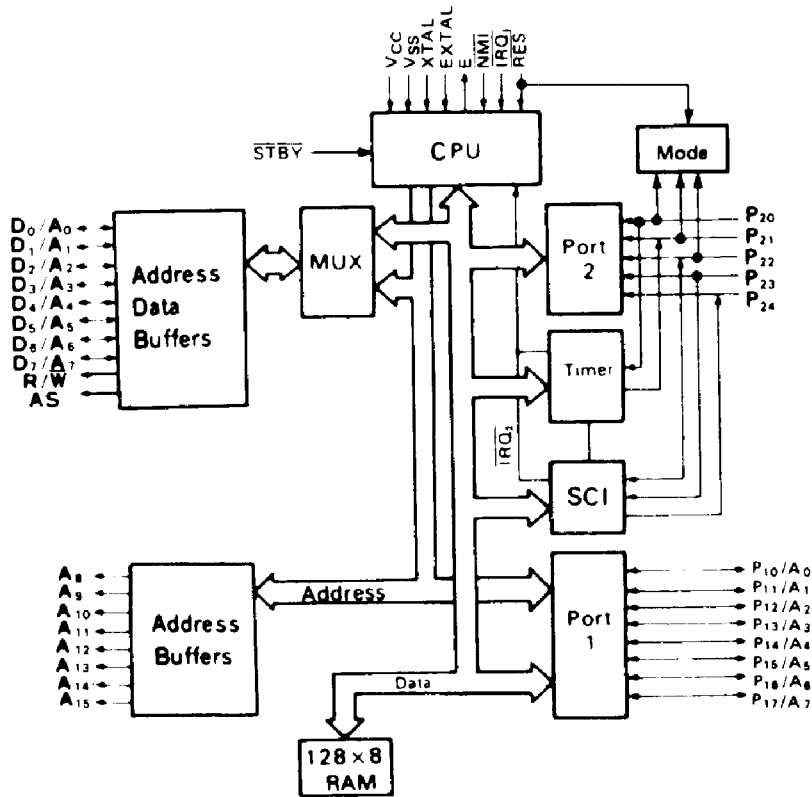 VCC
VSS
XTAL
EXTAL
E
NMI
IRQ₁
RES
STBY
CPU
Mode
D₀/A₀
D₁/A₁
D₂/A₂
D₃/A₃
D₄/A₄
D₅/A₅
D₆/A₆
D₇/A₇
R/W
AS
Address
Data
Buffers
MUX
Port
2
P₂₀
P₂₁
P₂₂
P₂₃
P₂₄
Timer
IRQ₂
SCI
A₈
A₉
A₁₀
A₁₁
A₁₂
A₁₃
A₁₄
A₁₅
Address
Buffers
Address
Data
Port
1
P₁₀/A₀
P₁₁/A₁
P₁₂/A₂
P₁₃/A₃
P₁₄/A₄
P₁₅/A₅
P₁₆/A₆
P₁₇/A₇
128 × 8
RAM